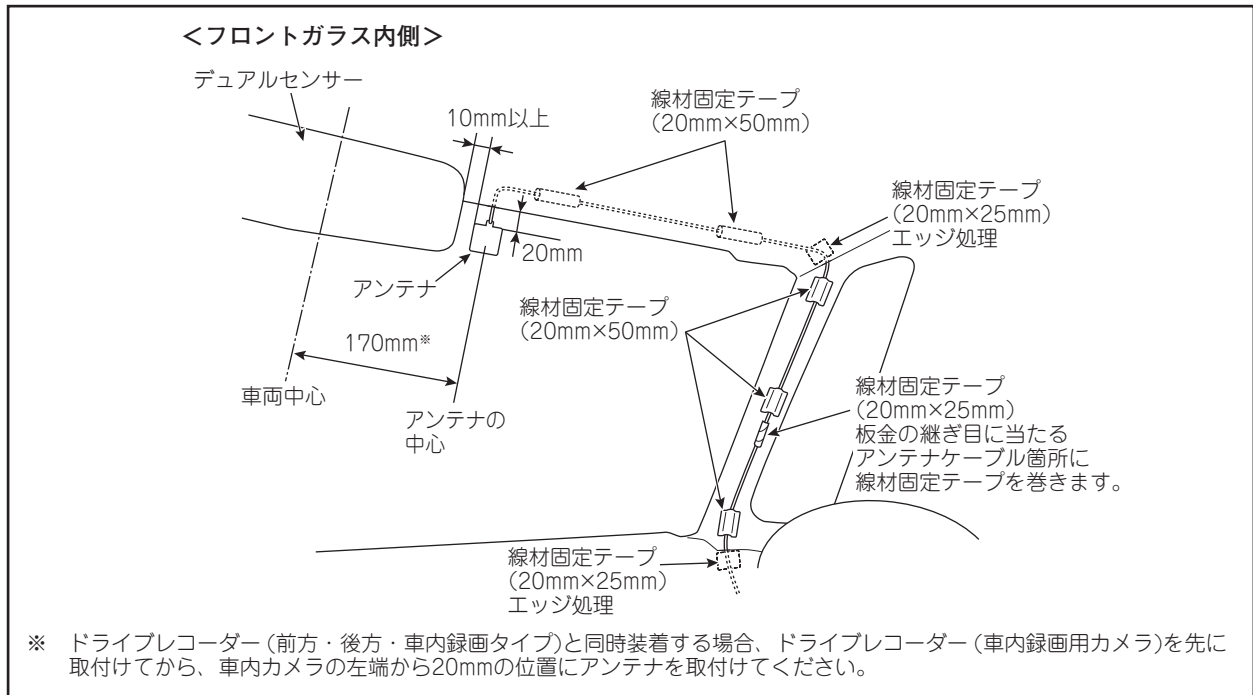 ＜フロントガラス内側＞
デュアルセンサー
10mm以上
線材固定テープ
(20mm×50mm)
線材固定テープ
(20mm×25mm)
エッジ処理
20mm
アンテナ
線材固定テープ
(20mm×50mm)
170mm※
車両中心
アンテナの
中心
線材固定テープ
(20mm×25mm)
板金の継ぎ目に当たる
アンテナケーブル箇所に
線材固定テープを巻きます。
線材固定テープ
(20mm×25mm)
エッジ処理
※　ドライブレコーダー（前方・後方・車内録画タイプ）と同時装着する場合、ドライブレコーダー（車内録画用カメラ）を先に
取付けてから、車内カメラの左端から20mmの位置にアンテナを取付けてください。